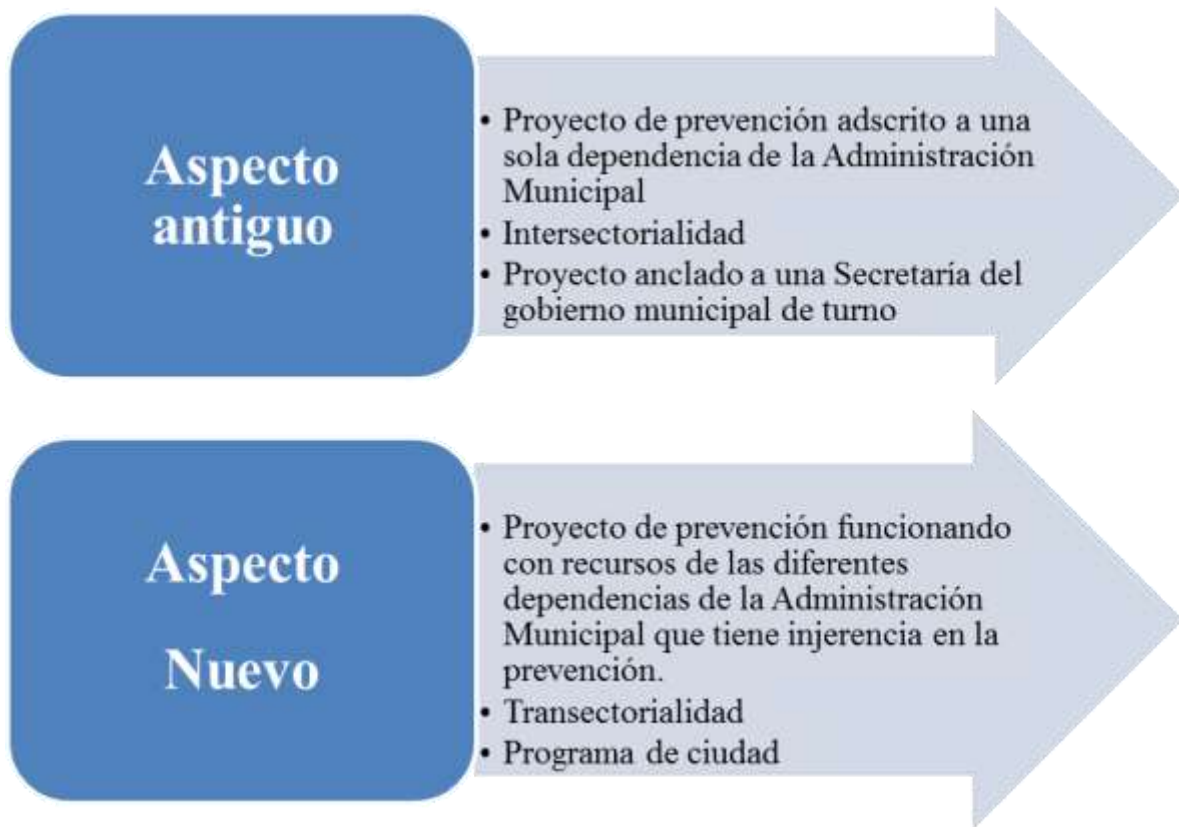 Aspecto
antiguo
• Proyecto de prevención adscrito a una
sola dependencia de la Administración
Municipal
• Intersectorialidad
• Proyecto anclado a una Secretaría del
gobierno municipal de turno
Aspecto
Nuevo
• Proyecto de prevención funcionando
con recursos de las diferentes
dependencias de la Administración
Municipal que tiene injerencia en la
prevención.
• Transectorialidad
• Programa de ciudad